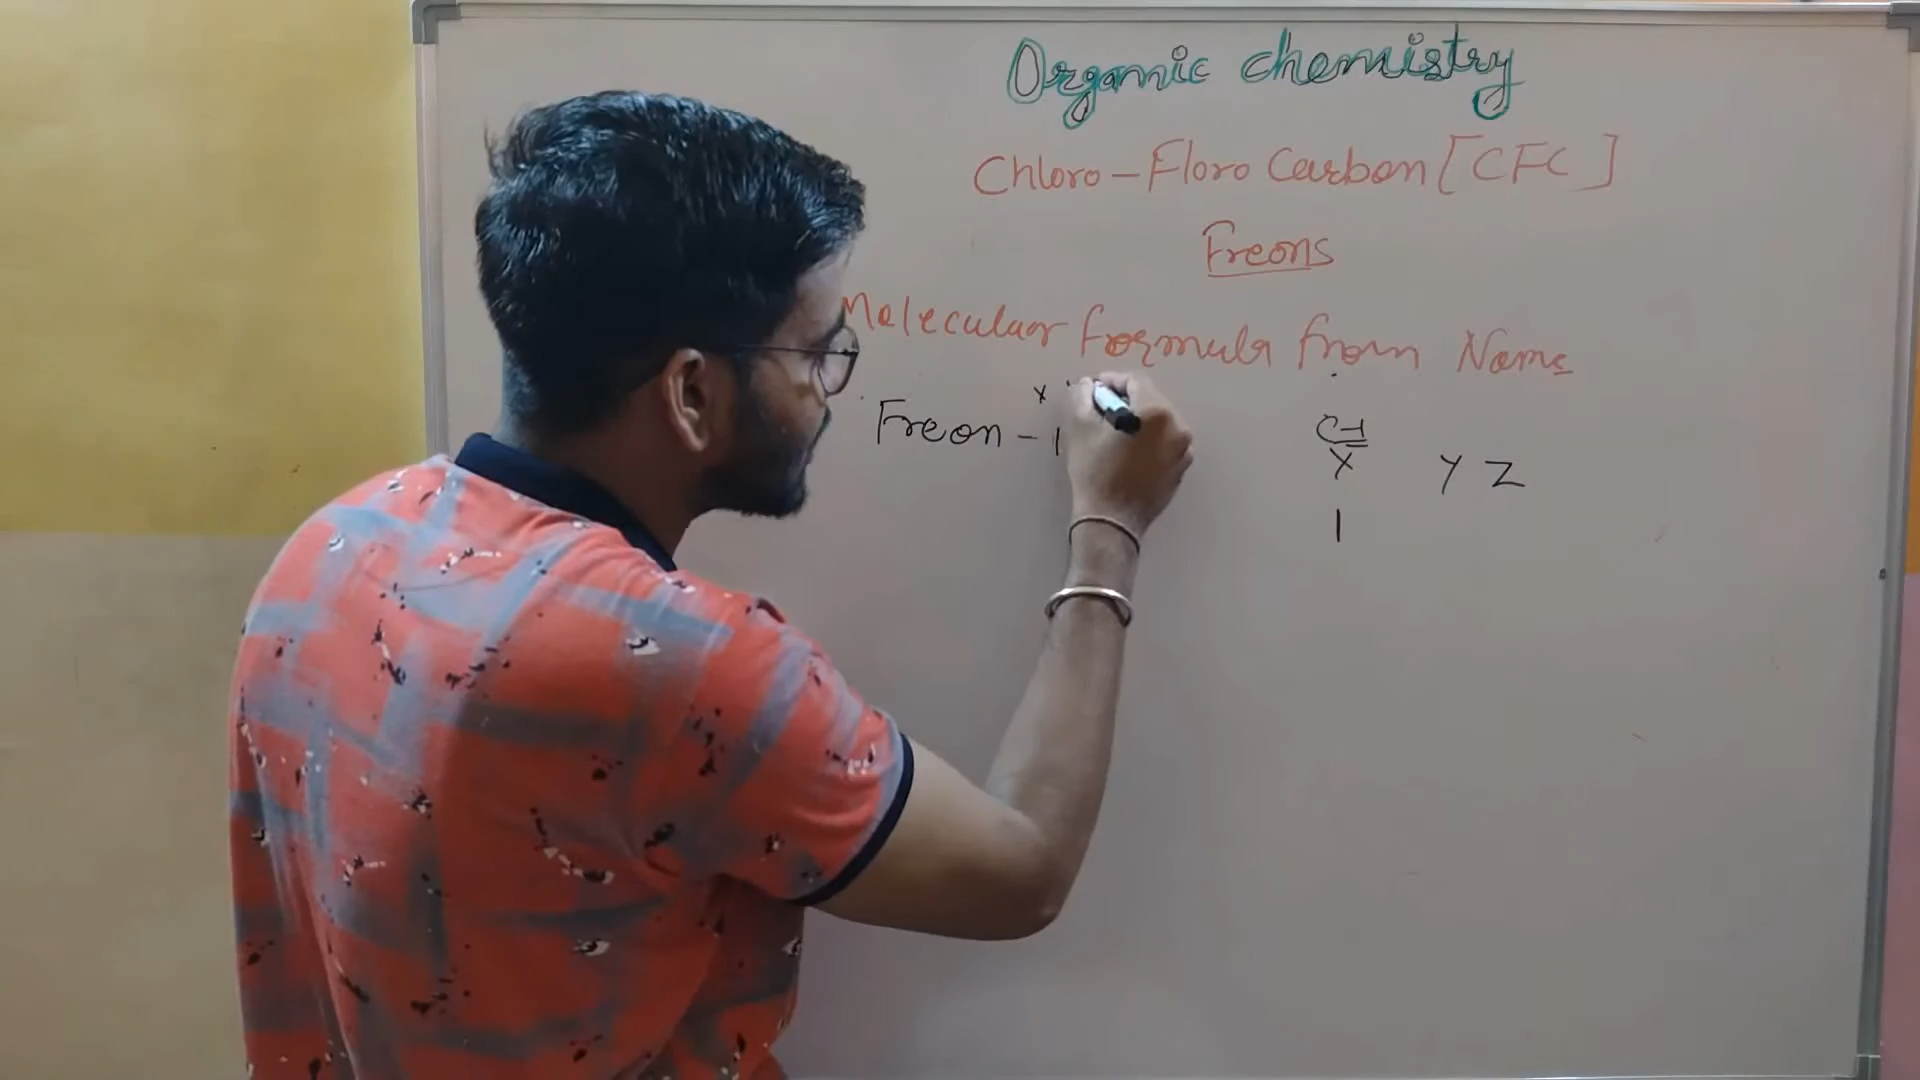 Organic chemistry
Chloro-Floro Carbon [CFC]
Freons
Molecular formula from Name
x
Freon - 1
C-1
X Y Z
1